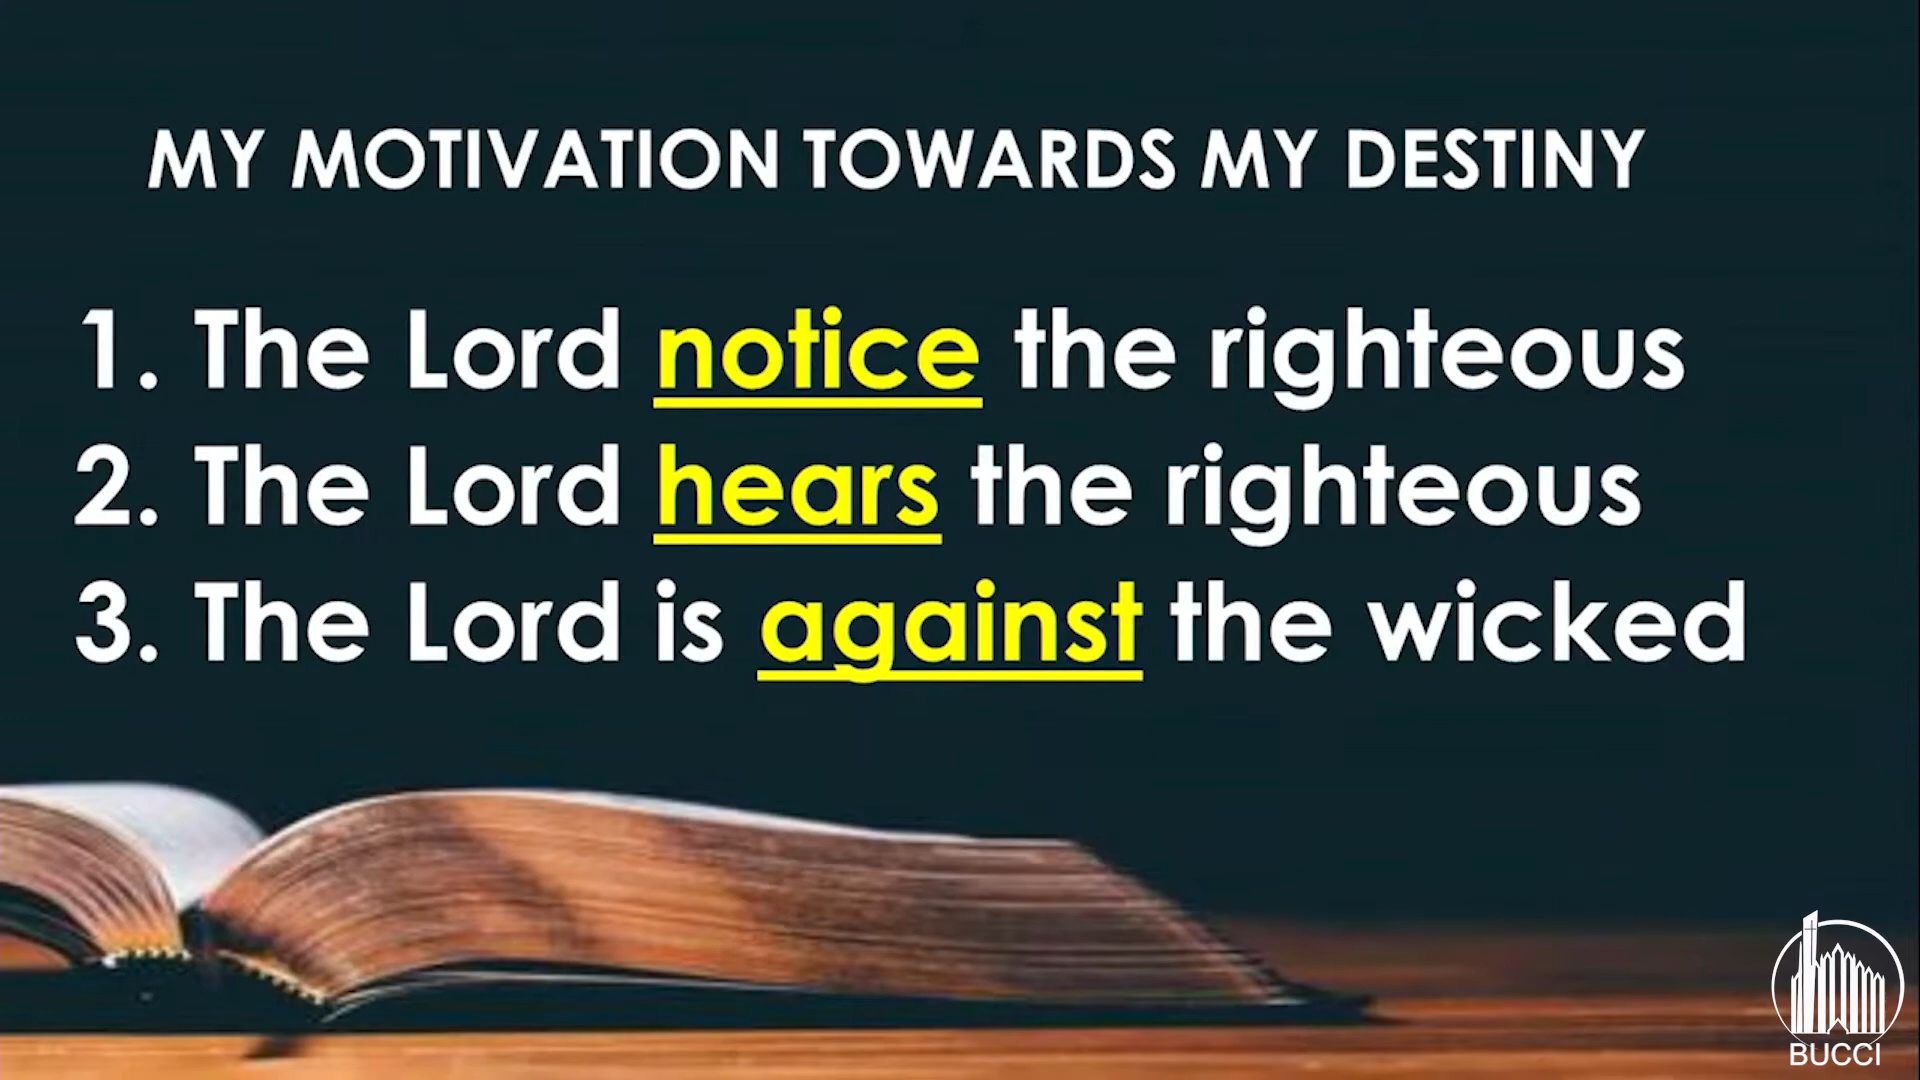 MY MOTIVATION TOWARDS MY DESTINY
1. The Lord notice the righteous
2. The Lord hears the righteous
3. The Lord is against the wicked
BUCCI